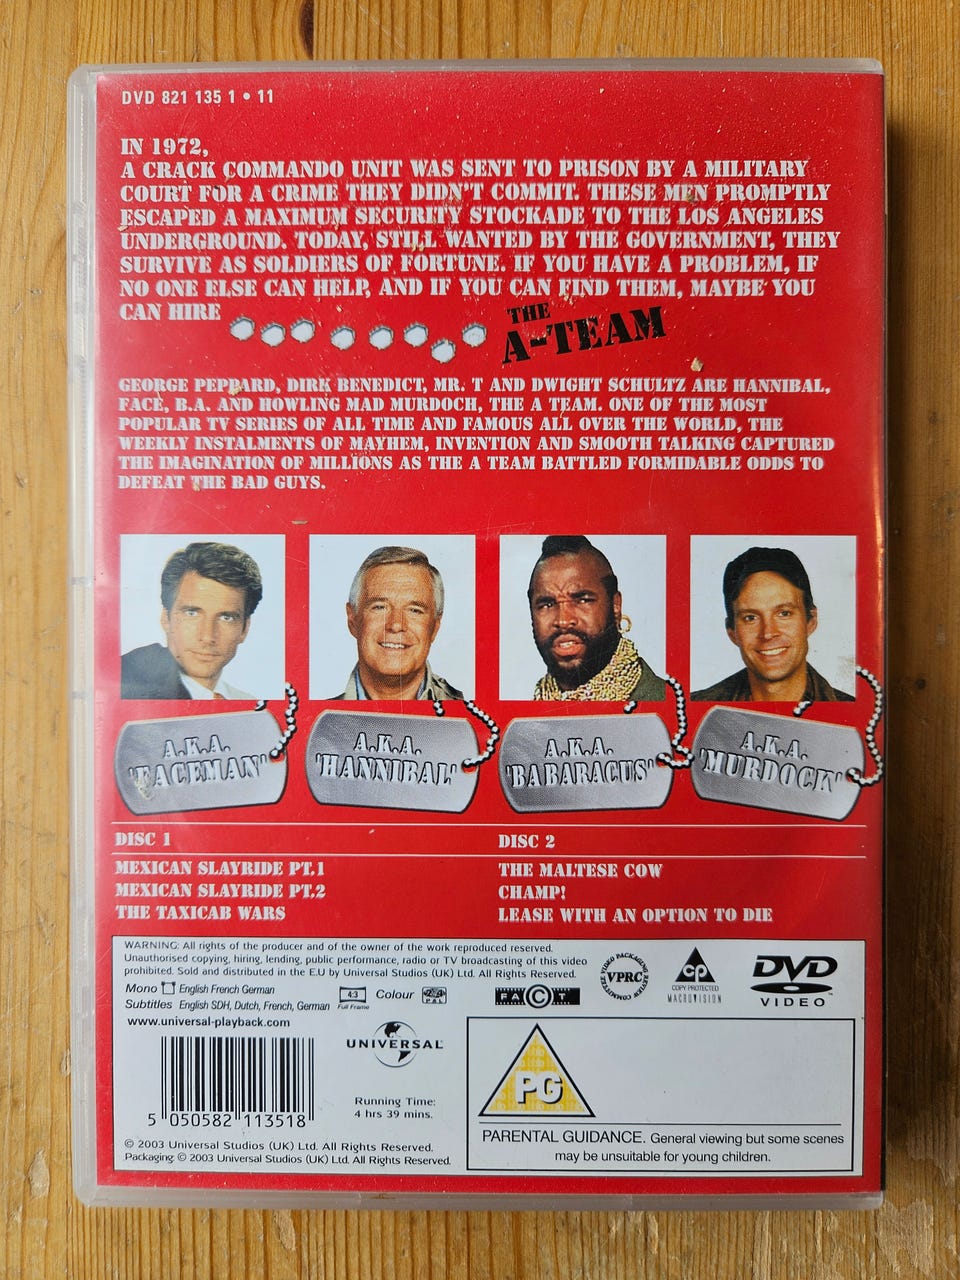 DVD 821 135 1 • 11
IN 1972,
A CRACK COMMANDO UNIT WAS SENT TO PRISON BY A MILITARY
COURT FOR A CRIME THEY DIDN'T COMMIT. THESE MEN PROMPTLY
ESCAPED A MAXIMUM SECURITY STOCKADE TO THE LOS ANGELES
UNDERGROUND. TODAY, STILL WANTED BY THE GOVERNMENT, THEY
SURVIVE AS SOLDIERS OF FORTUNE. IF YOU HAVE A PROBLEM, IF
NO ONE ELSE CAN HELP, AND IF YOU CAN FIND THEM, MAYBE YOU
CAN HIRE
THE
A-TEAM
GEORGE PEPPARD, DIRK BENEDICT, MR. T AND DWIGHT SCHULTZ ARE HANNIBAL,
FACE, B.A. AND HOWLING MAD MURDOCH, THE A TEAM. ONE OF THE MOST
POPULAR TV SERIES OF ALL TIME AND FAMOUS ALL OVER THE WORLD, THE
WEEKLY INSTALMENTS OF MAYHEM, INVENTION AND SMOOTH TALKING CAPTURED
THE IMAGINATION OF MILLIONS AS THE A TEAM BATTLED FORMIDABLE ODDS TO
DEFEAT THE BAD GUYS.
A.K.A.
'FACEMAN'
A.K.A.
'HANNIBAL'
A.K.A.
'BABARACUS'
A.K.A.
'MURDOCK'
DISC 1
MEXICAN SLAYRIDE PT.1
MEXICAN SLAYRIDE PT.2
THE TAXICAB WARS
DISC 2
THE MALTESE COW
CHAMP!
LEASE WITH AN OPTION TO DIE
WARNING: All rights of the producer and of the owner of the work reproduced reserved.
Unauthorised copying, hiring, lending, public performance, radio or TV broadcasting of this video
prohibited. Sold and distributed in the E.U by Universal Studios (UK) Ltd. All Rights Reserved.
Mono English French German
Subtitles English SDH, Dutch, French, German
4:3
Full Frame
Colour
PAL
www.universal-playback.com
FACT
VIDEO PACKAGING REVIEW COMMITTEE
VPRC
cp
COPY PROTECTED
MACROVISION
DVD
VIDEO™
UNIVERSAL
Running Time:
4 hrs 39 mins.
5 050582 113518
© 2003 Universal Studios (UK) Ltd. All Rights Reserved.
Packaging: © 2003 Universal Studios (UK) Ltd. All Rights Reserved.
PG
PARENTAL GUIDANCE. General viewing but some scenes
may be unsuitable for young children.